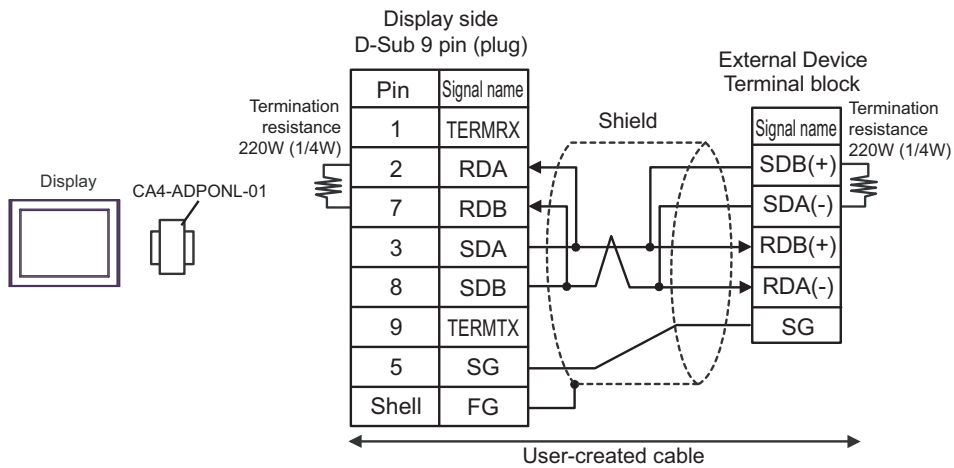 Display side
D-Sub 9 pin (plug)
External Device
Terminal block
Termination
resistance
220W (1/4W)
Pin Signal name
1 TERMRX
2 RDA
7 RDB
3 SDA
8 SDB
9 TERMTX
5 SG
Shell FG
Shield
Signal name
SDB(+)
SDA(-)
RDB(+)
RDA(-)
SG
Termination
resistance
220W (1/4W)
Display
CA4-ADPONL-01
User-created cable